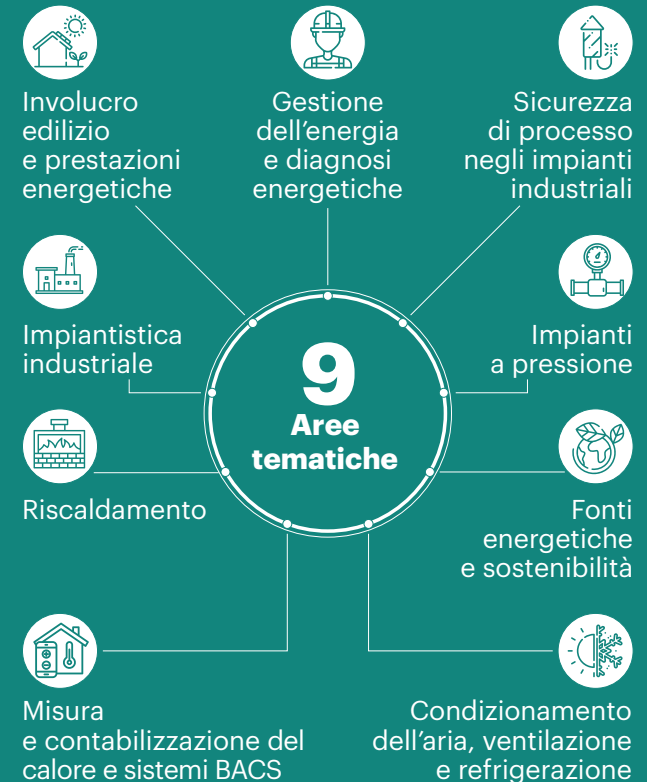 Involucro
edilizio
e prestazioni
energetiche
Gestione
dell'energia
e diagnosi
energetiche
Sicurezza
di processo
negli impianti
industriali
Impiantistica
industriale
9
Aree
tematiche
Impianti
a pressione
Riscaldamento
Fonti
energetiche
e sostenibilità
Misura
e contabilizzazione del
calore e sistemi BACS
Condizionamento
dell'aria, ventilazione
e refrigerazione